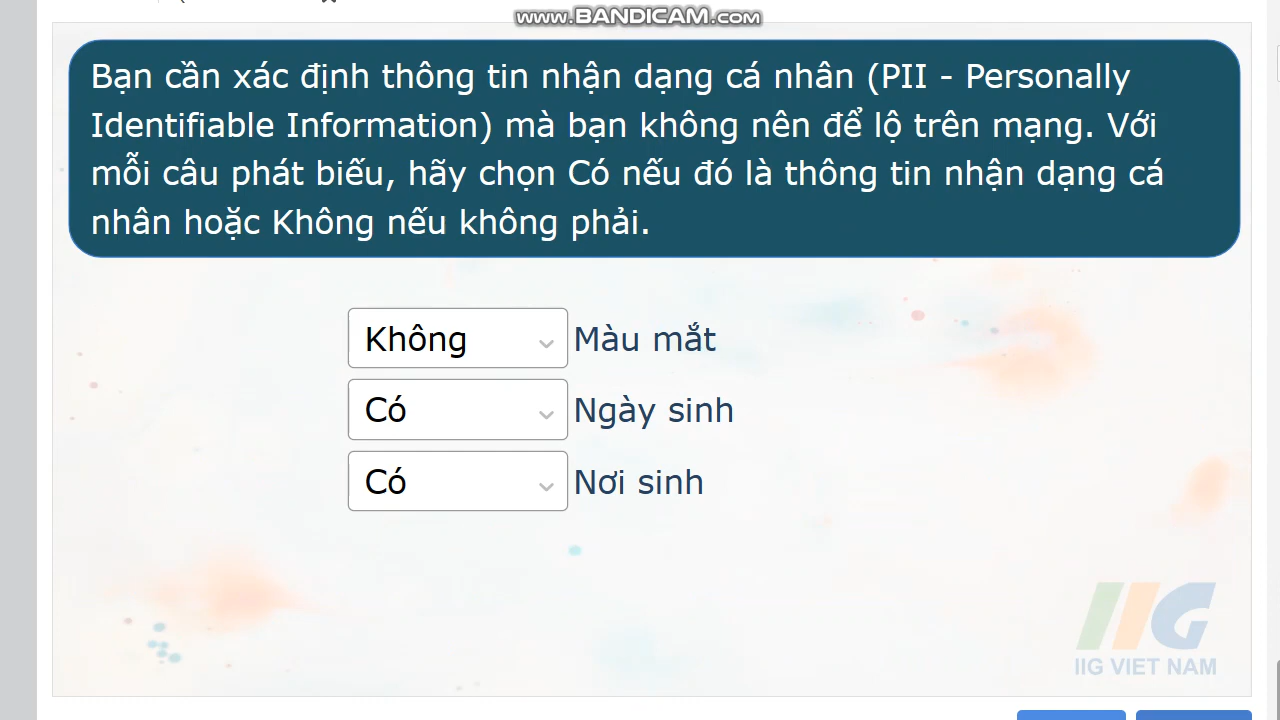 www.BANDICAM.com
Bạn cần xác định thông tin nhận dạng cá nhân (PII - Personally
Identifiable Information) mà bạn không nên để lộ trên mạng. Với
mỗi câu phát biếu, hãy chọn Có nếu đó là thông tin nhận dạng cá
nhân hoặc Không nếu không phải.
Không Màu mắt
Có Ngày sinh
Có Nơi sinh
IIG
IIG VIET NAM